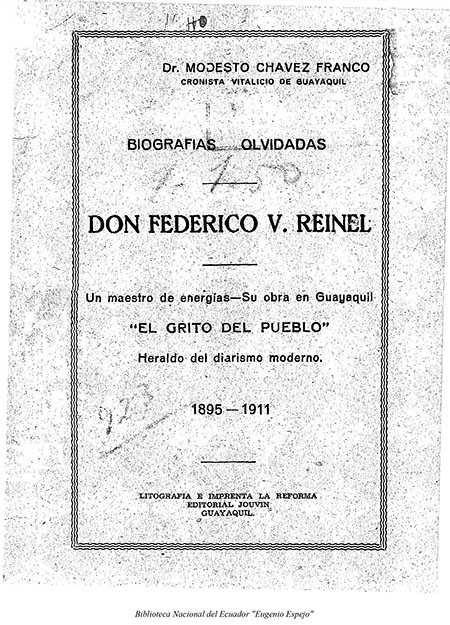 Dr. MODESTO CHAVEZ FRANCO
CRONISTA VITALICIO DE GUAYAQUIL
BIOGRAFIAS OLVIDADAS
DON FEDERICO V. REINEL
Un maestro de energías—Su obra en Guayaquil
"EL GRITO DEL PUEBLO"
Heraldo del diarismo moderno.
923
1895 — 1911
LITOGRAFIA E IMPRENTA LA REFORMA
EDITORIAL JOUVIN
GUAYAQUIL.
Biblioteca Nacional del Ecuador "Eugenio Espejo"